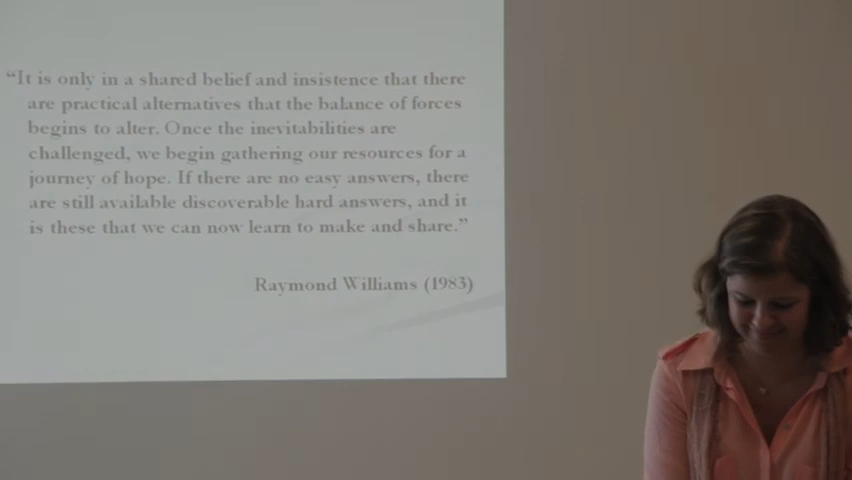 “It is only in a shared belief and insistence that there
are practical alternatives that the balance of forces
begins to alter. Once the inevitabilities are
challenged, we begin gathering our resources for a
journey of hope. If there are no easy answers, there
are still available discoverable hard answers, and it
is these that we can now learn to make and share.”
Raymond Williams (1983)